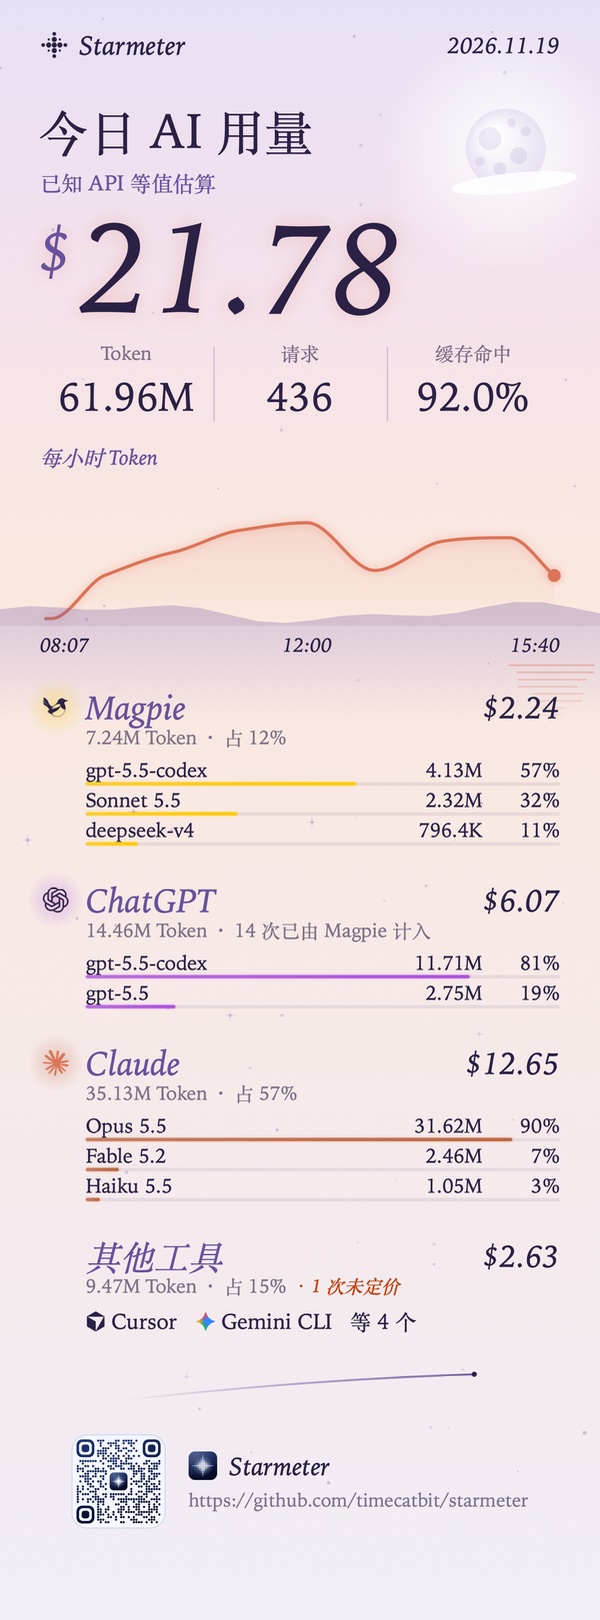 Starmeter 2026.11.19
今日 AI 用量
已知 API 等值估算
$21.78
Token 请求 缓存命中
61.96M 436 92.0%
每小时 Token
08:07 12:00 15:40
Magpie $2.24
7.24M Token · 占 12%
gpt-5.5-codex 4.13M 57%
Sonnet 5.5 2.32M 32%
deepseek-v4 796.4K 11%
ChatGPT $6.07
14.46M Token · 14 次已由 Magpie 计入
gpt-5.5-codex 11.71M 81%
gpt-5.5 2.75M 19%
Claude $12.65
35.13M Token · 占 57%
Opus 5.5 31.62M 90%
Fable 5.2 2.46M 7%
Haiku 5.5 1.05M 3%
其他工具 $2.63
9.47M Token · 占 15% · 1 次未定价
Cursor Gemini CLI 等 4 个
Starmeter
https://github.com/timecatbit/starmeter